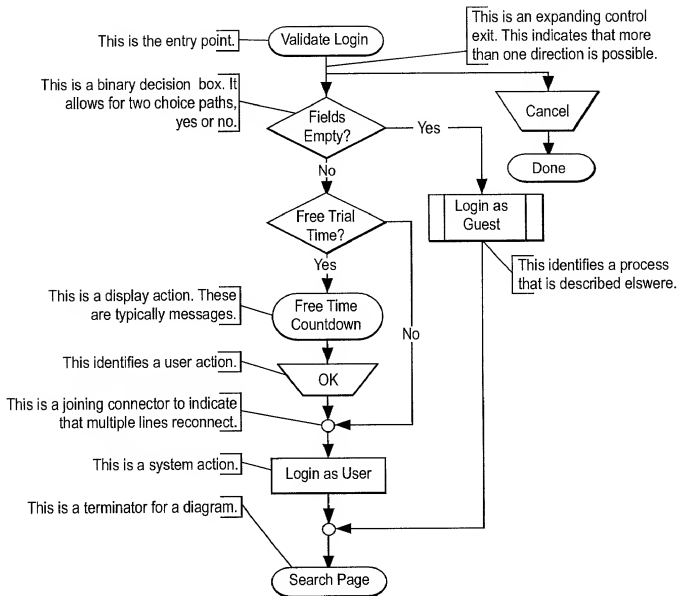 This is the entry point.
Validate Login
This is an expanding control
exit. This indicates that more
than one direction is possible.
This is a binary decision box. It
allows for two choice paths,
yes or no.
Fields
Empty?
Yes
Cancel
Done
No
Free Trial
Time?
Login as
Guest
Yes
This identifies a process
that is described elswere.
This is a display action. These
are typically messages.
Free Time
Countdown
No
This identifies a user action.
OK
This is a joining connector to indicate
that multiple lines reconnect.
This is a system action.
Login as User
This is a terminator for a diagram.
Search Page